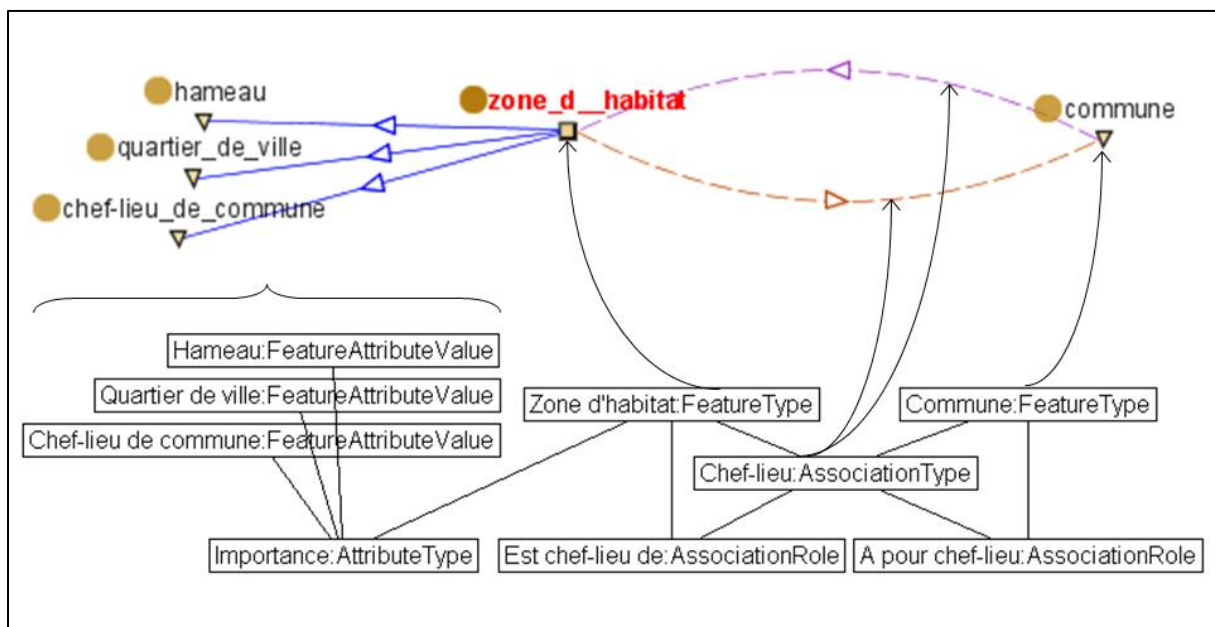 hameau
zone_d__habitat
commune
quartier_de_ville
chef-lieu_de_commune
Hameau:FeatureAttributeValue
Quartier de ville:FeatureAttributeValue
Zone d'habitat:FeatureType
Commune:FeatureType
Chef-lieu de commune:FeatureAttributeValue
Chef-lieu:AssociationType
Importance:AttributeType
Est chef-lieu de:AssociationRole
A pour chef-lieu:AssociationRole